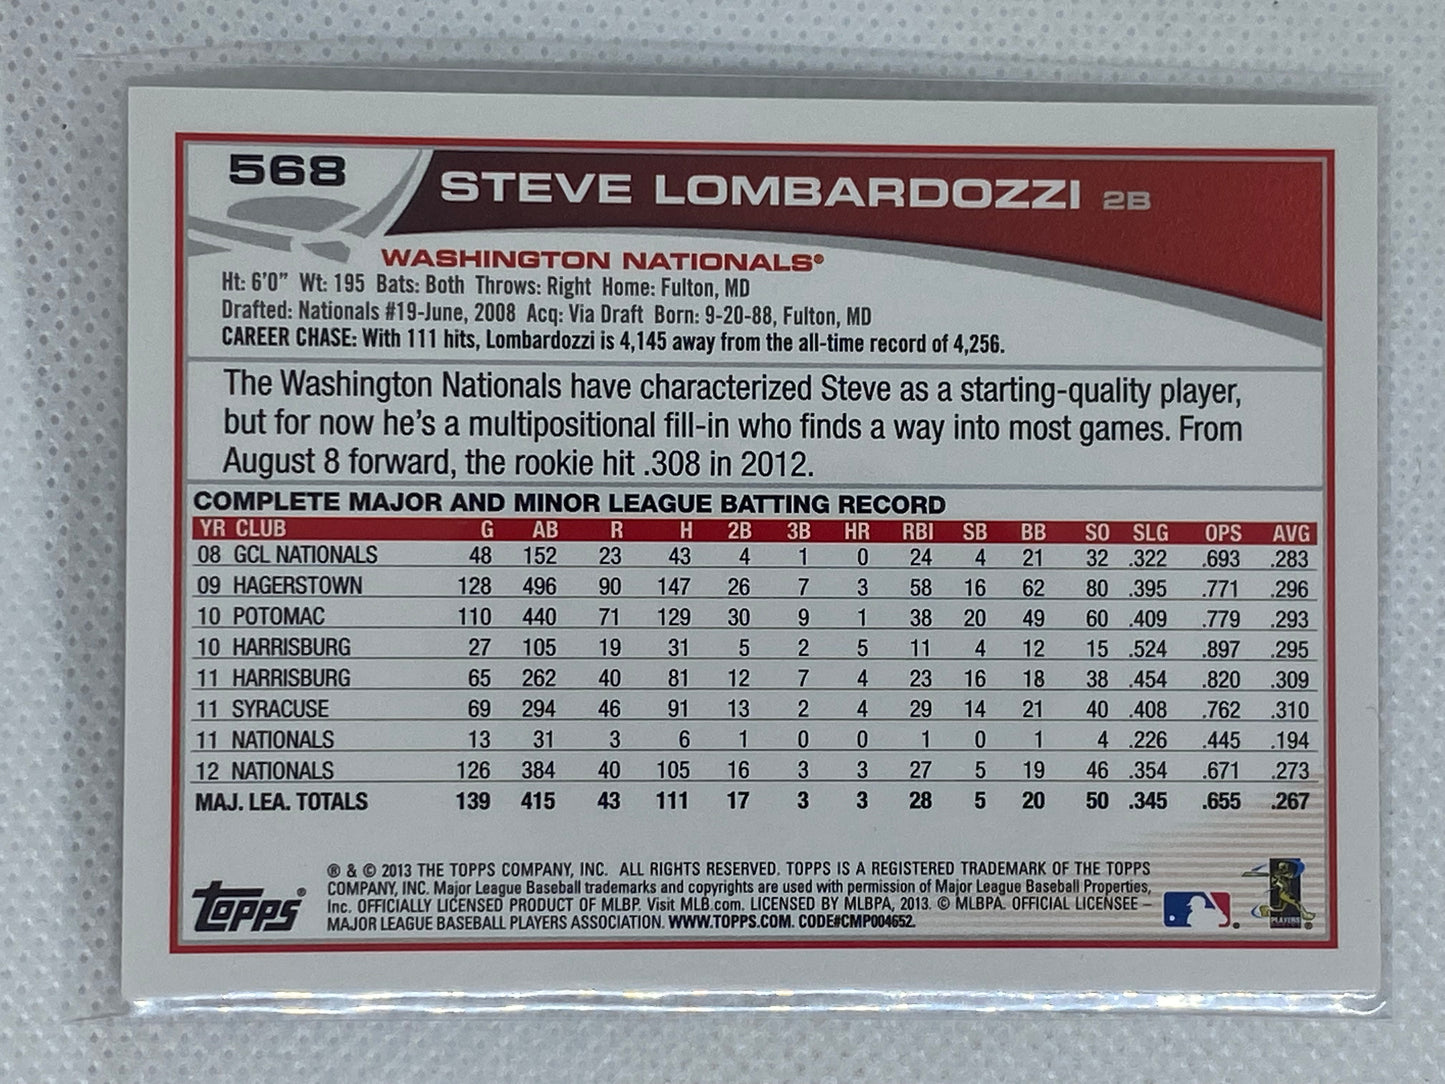 568
STEVE LOMBARDOZZI 2B
WASHINGTON NATIONALS®
Ht: 6'0" Wt: 195 Bats: Both Throws: Right Home: Fulton, MD
Drafted: Nationals #19-June, 2008 Acq: Via Draft Born: 9-20-88, Fulton, MD
CAREER CHASE: With 111 hits, Lombardozzi is 4,145 away from the all-time record of 4,256.
The Washington Nationals have characterized Steve as a starting-quality player,
but for now he's a multipositional fill-in who finds a way into most games. From
August 8 forward, the rookie hit .308 in 2012.
COMPLETE MAJOR AND MINOR LEAGUE BATTING RECORD
YR CLUB G AB R H 2B 3B HR RBI SB BB SO SLG OPS AVG
08 GCL NATIONALS 48 152 23 43 4 1 0 24 4 21 32 .322 .693 .283
09 HAGERSTOWN 128 496 90 147 26 7 3 58 16 62 80 .395 .771 .296
10 POTOMAC 110 440 71 129 30 9 1 38 20 49 60 .409 .779 .293
10 HARRISBURG 27 105 19 31 5 2 5 11 4 12 15 .524 .897 .295
11 HARRISBURG 65 262 40 81 12 7 4 23 16 18 38 .454 .820 .309
11 SYRACUSE 69 294 46 91 13 2 4 29 14 21 40 .408 .762 .310
11 NATIONALS 13 31 3 6 1 0 0 1 0 1 4 .226 .445 .194
12 NATIONALS 126 384 40 105 16 3 3 27 5 19 46 .354 .671 .273
MAJ. LEA. TOTALS 139 415 43 111 17 3 3 28 5 20 50 .345 .655 .267
® & © 2013 THE TOPPS COMPANY, INC. ALL RIGHTS RESERVED. TOPPS IS A REGISTERED TRADEMARK OF THE TOPPS
COMPANY, INC. Major League Baseball trademarks and copyrights are used with permission of Major League Baseball Properties,
Inc. OFFICIALLY LICENSED PRODUCT OF MLBP. Visit MLB.com. LICENSED BY MLBPA, 2013. © MLBPA. OFFICIAL LICENSEE –
MAJOR LEAGUE BASEBALL PLAYERS ASSOCIATION. WWW.TOPPS.COM. CODE#CMP004652.
Topps®
PLAYERS